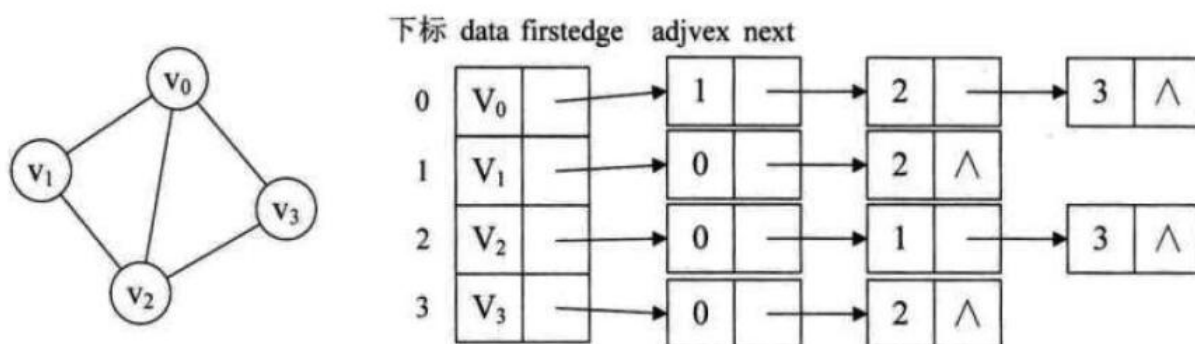 下标 data firstedge adjvex next
v0
v1
v3
v2
0 V0 1 2 3 ∧
1 V1 0 2 ∧
2 V2 0 1 3 ∧
3 V3 0 2 ∧